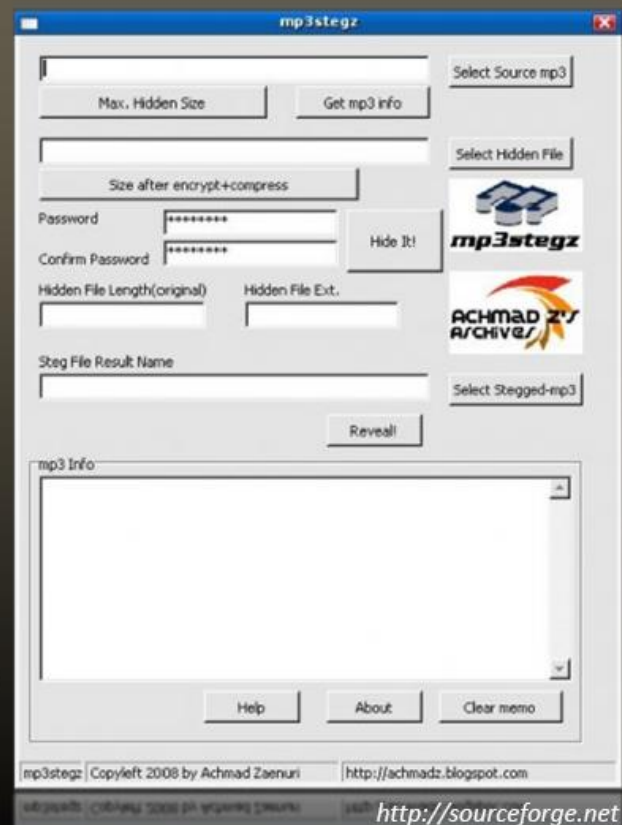 mp3stegz
Select Source mp3
Max. Hidden Size
Get mp3 info
Select Hidden File
Size after encrypt+compress
Password
********
Hide It!
mp3stegz
Confirm Password
********
Hidden File Length(original)
Hidden File Ext.
ACHMAD Z'S
ARCHIVES
Steg File Result Name
Select Stegged-mp3
Reveal!
mp3 Info
Help
About
Clear memo
mp3stegz
Copyleft 2008 by Achmad Zaenuri
http://achmadz.blogspot.com
http://sourceforge.net